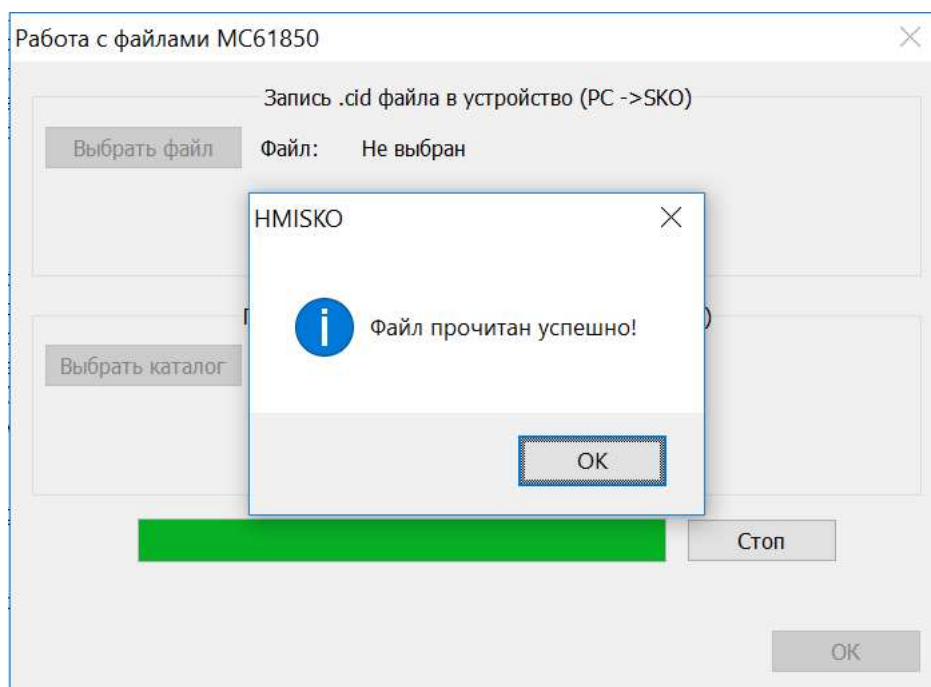 Работа с файлами МС61850
Запись .cid файла в устройство (PC ->SKO)
Выбрать файл Файл: Не выбран
HMISKO
Файл прочитан успешно!
)
Выбрать каталог
OK
Стоп
OK